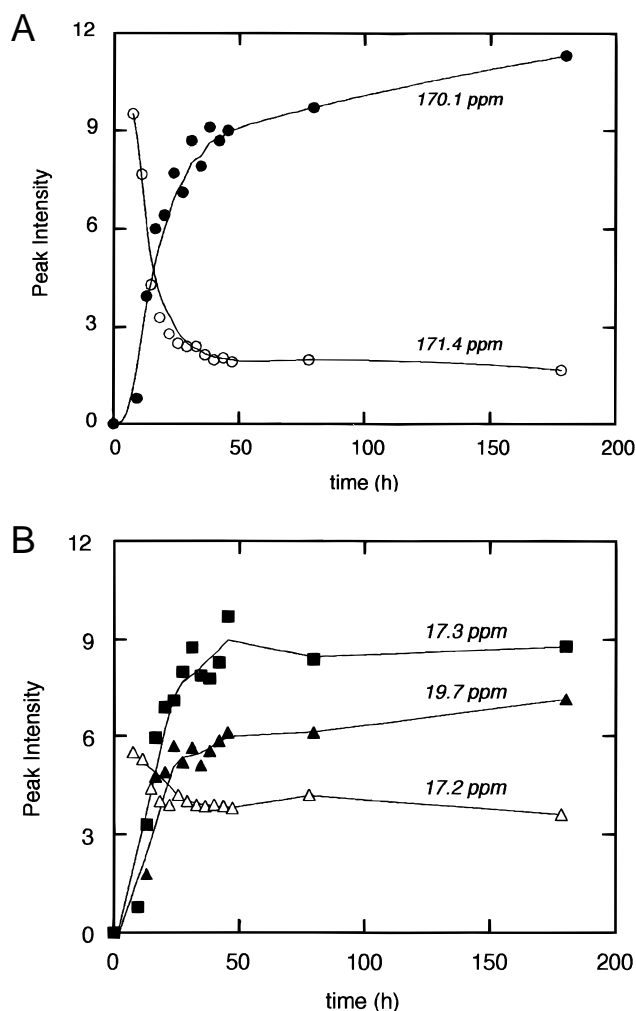 A
12
9
6
3
0
Peak Intensity
170.1 ppm
171.4 ppm
0 50 100 150 200
time (h)
B
12
9
6
3
0
Peak Intensity
17.3 ppm
19.7 ppm
17.2 ppm
0 50 100 150 200
time (h)